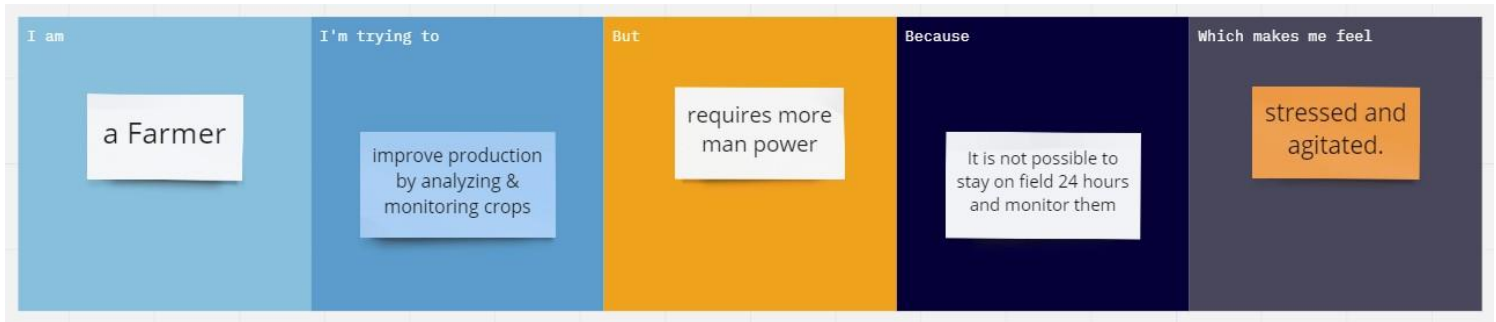 I am
a Farmer
I'm trying to
improve production
by analyzing &
monitoring crops
But
requires more
man power
Because
It is not possible to
stay on field 24 hours
and monitor them
Which makes me feel
stressed and
agitated.